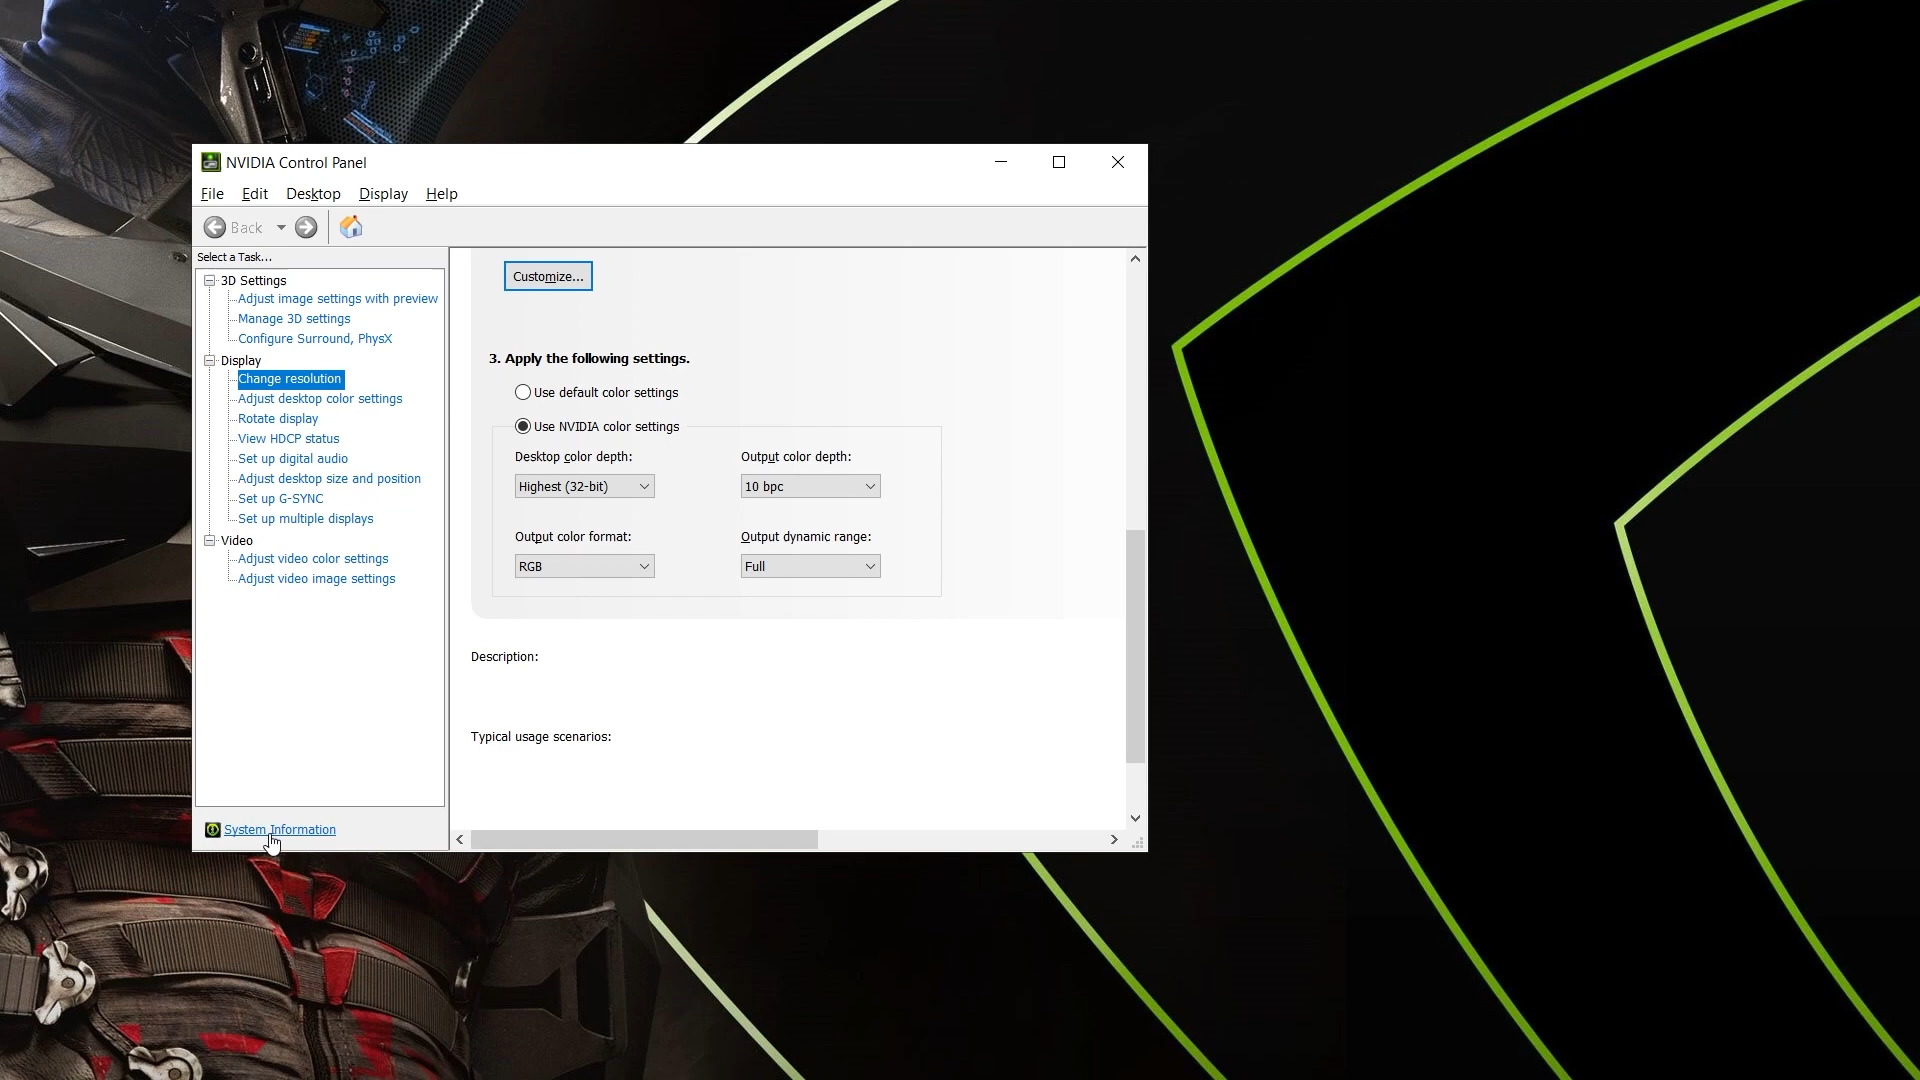 NVIDIA Control Panel
File Edit Desktop Display Help
Back
Select a Task...
3D Settings
Adjust image settings with preview
Manage 3D settings
Configure Surround, PhysX
Display
Change resolution
Adjust desktop color settings
Rotate display
View HDCP status
Set up digital audio
Adjust desktop size and position
Set up G-SYNC
Set up multiple displays
Video
Adjust video color settings
Adjust video image settings
System Information
Customize...
3. Apply the following settings.
Use default color settings
Use NVIDIA color settings
Desktop color depth: Output color depth:
Highest (32-bit) 10 bpc
Output color format: Output dynamic range:
RGB Full
Description:
Typical usage scenarios: